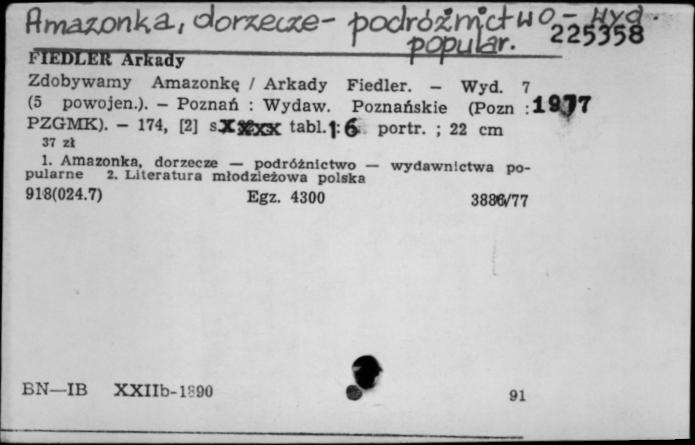 Amazonka, dorzecze - podróżnictwo - wyd.
popular.
225358
FIEDLER Arkady
Zdobywamy Amazonkę / Arkady Fiedler. — Wyd. 7
(5 powojen.). — Poznań : Wydaw. Poznańskie (Pozn : 1977
PZGMK). — 174, [2] s. tabl. 16 portr. ; 22 cm
37 zł
1. Amazonka, dorzecze — podróżnictwo — wydawnictwa po-
pularne 2. Literatura młodzieżowa polska
918(024.7) Egz. 4300 3886/77
BN—IB XXIIb-1890 91